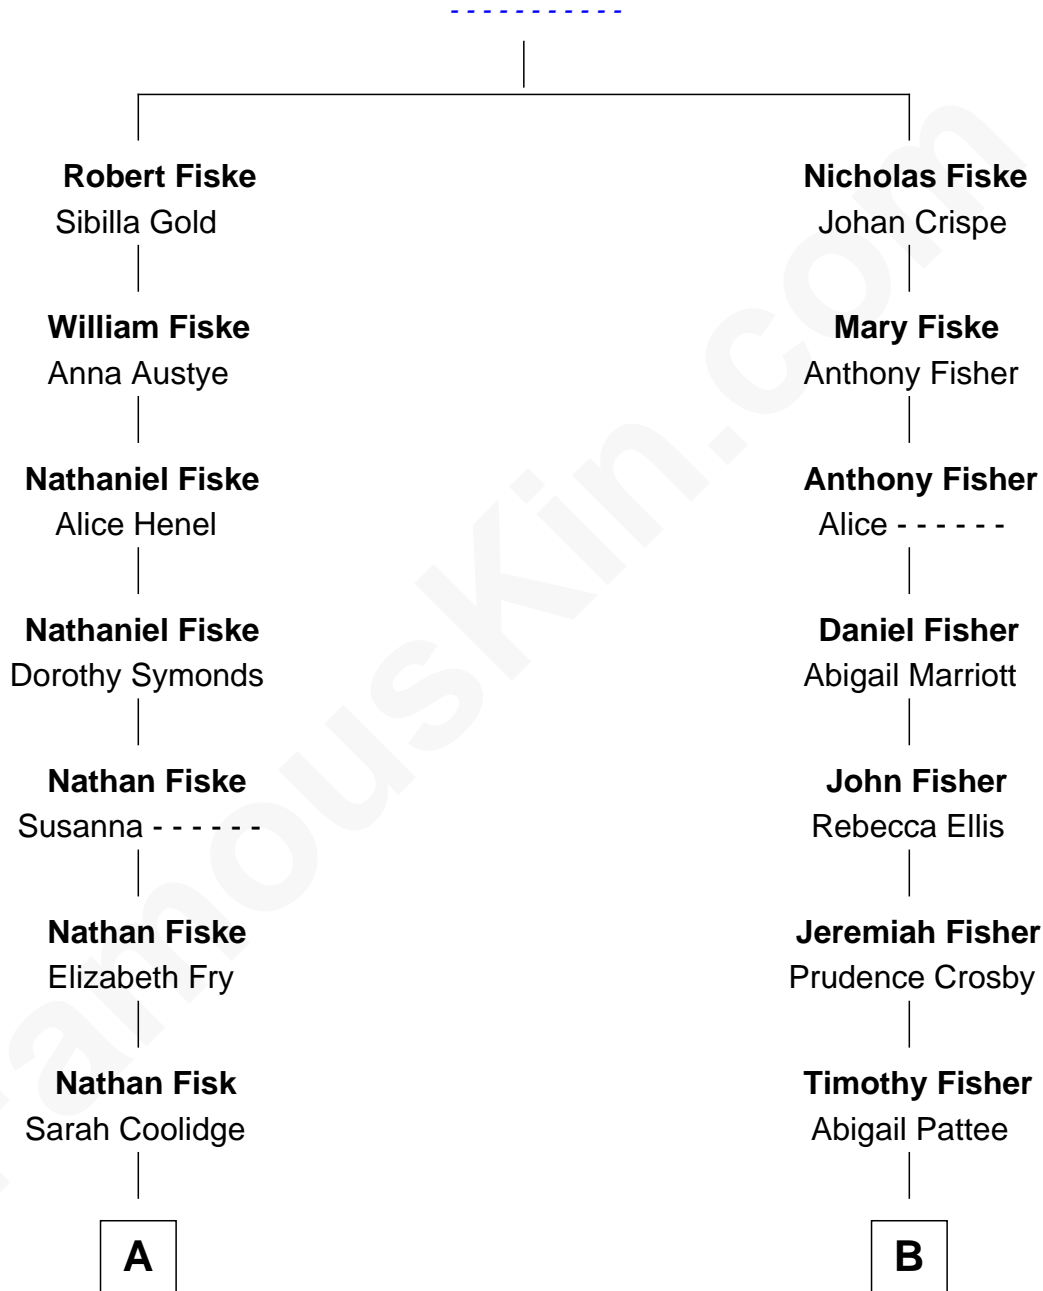 - - - - - - - - - - -
Robert Fiske
Sibilla Gold
William Fiske
Anna Austye
Nathaniel Fiske
Alice Henel
Nathaniel Fiske
Dorothy Symonds
Nathan Fiske
Susanna - - - - - -
Nathan Fiske
Elizabeth Fry
Nathan Fisk
Sarah Coolidge
A
Nicholas Fiske
Johan Crispe
Mary Fiske
Anthony Fisher
Anthony Fisher
Alice - - - - - -
Daniel Fisher
Abigail Marriott
John Fisher
Rebecca Ellis
Jeremiah Fisher
Prudence Crosby
Timothy Fisher
Abigail Pattee
B
FamousKin.com